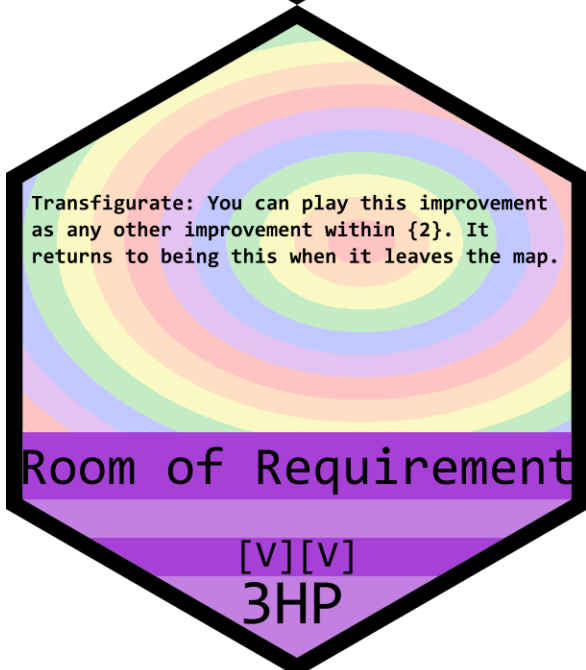 Transfigurate: You can play this improvement
as any other improvement within {2}. It
returns to being this when it leaves the map.
Room of Requirement
[V][V]
3HP